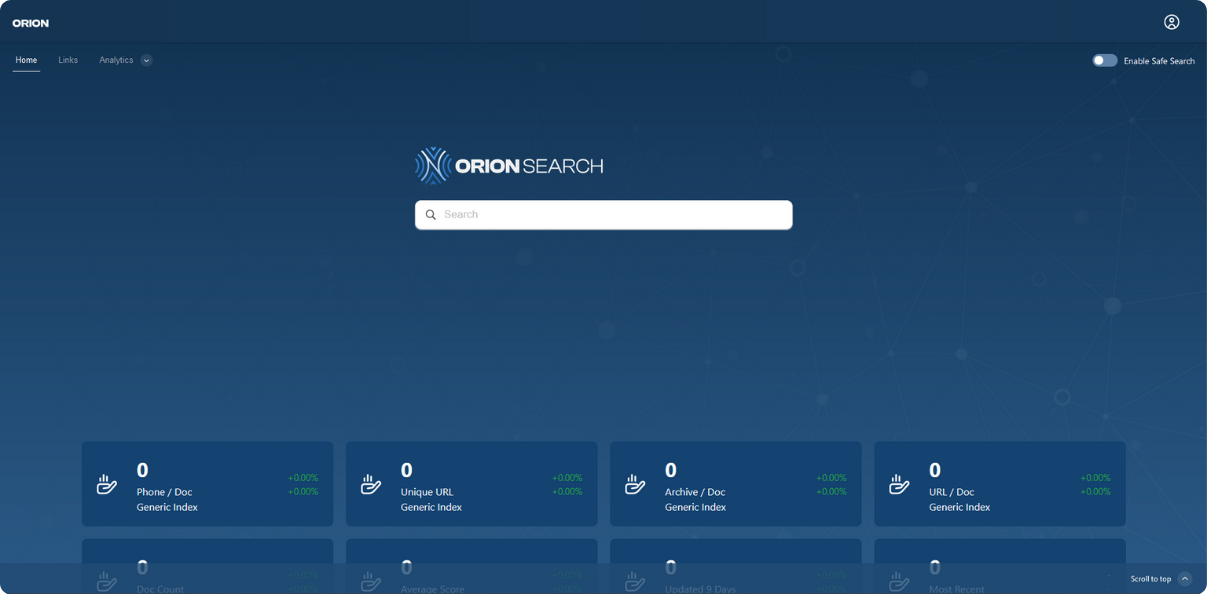 ORION
Home Links Analytics
Enable Safe Search
ORION SEARCH
Search
0
Phone / Doc
Generic Index
+0.00%
+0.00%
0
Unique URL
Generic Index
+0.00%
+0.00%
0
Archive / Doc
Generic Index
+0.00%
+0.00%
0
URL / Doc
Generic Index
+0.00%
+0.00%
0
Doc Count
+0.00%
+0.00%
0
Average Score
+0.00%
+0.00%
0
Updated 9 Days
+0.00%
+0.00%
0
Most Recent
-
Scroll to top